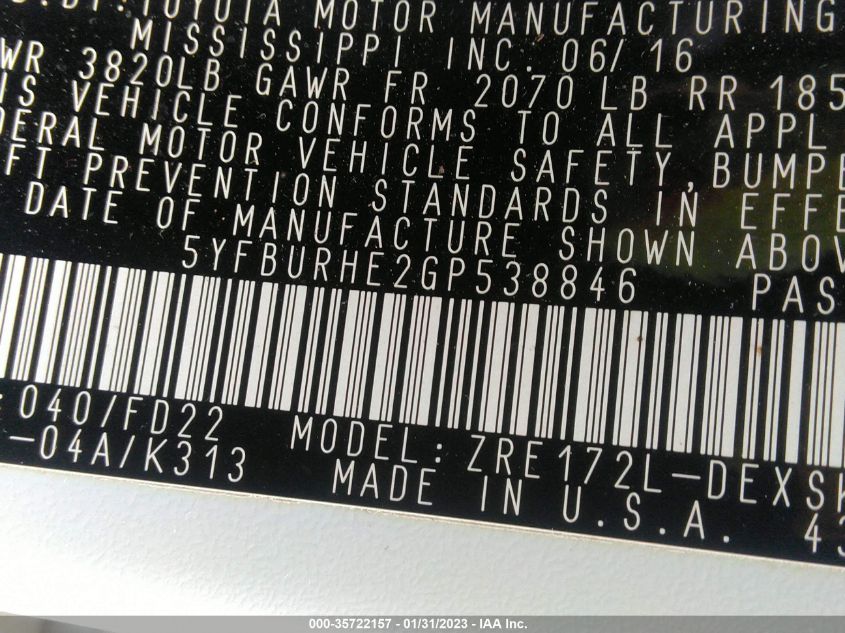 TOYOTA MOTOR MANUFACTURING
MISSISSIPPI INC. 06/ 16
WR 3820LB GAWR FR 2070 LB RR 185
IS VEHICLE CONFORMS TO ALL APPL
DERAL MOTOR VEHICLE SAFETY, BUMPE
FT PREVENTION STANDARDS IN EFFE
DATE OF MANUFACTURE SHOWN ABOV
5YFBURHE2GP538846 PAS
: 040/FD22 MODEL: ZRE172L-DEXSK
-04A/K313 MADE IN U.S.A. 43
000-35722157 - 01/31/2023 - IAA Inc.